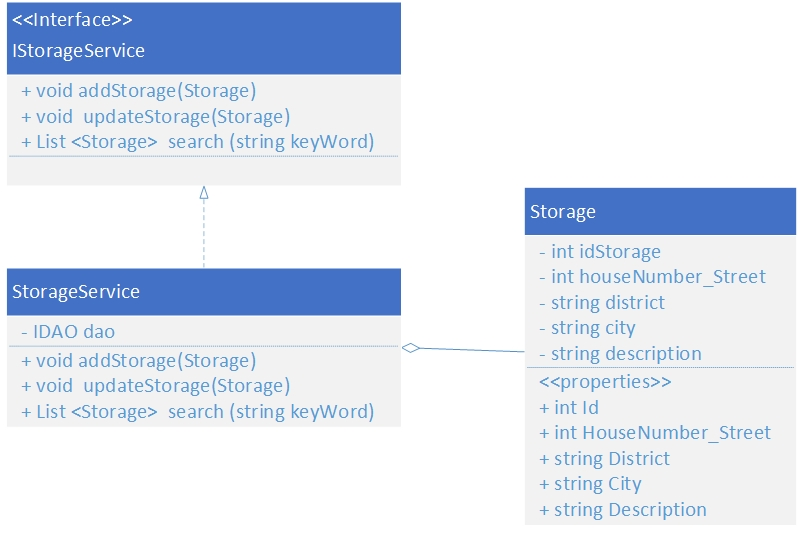 <<Interface>>
IStorageService
+ void addStorage(Storage)
+ void  updateStorage(Storage)
+ List <Storage>  search (string keyWord)
StorageService
- IDAO dao
+ void addStorage(Storage)
+ void  updateStorage(Storage)
+ List <Storage>  search (string keyWord)
Storage
- int idStorage
- int houseNumber_Street
- string district
- string city
- string description
<<properties>>
+ int Id
+ int HouseNumber_Street
+ string District
+ string City
+ string Description